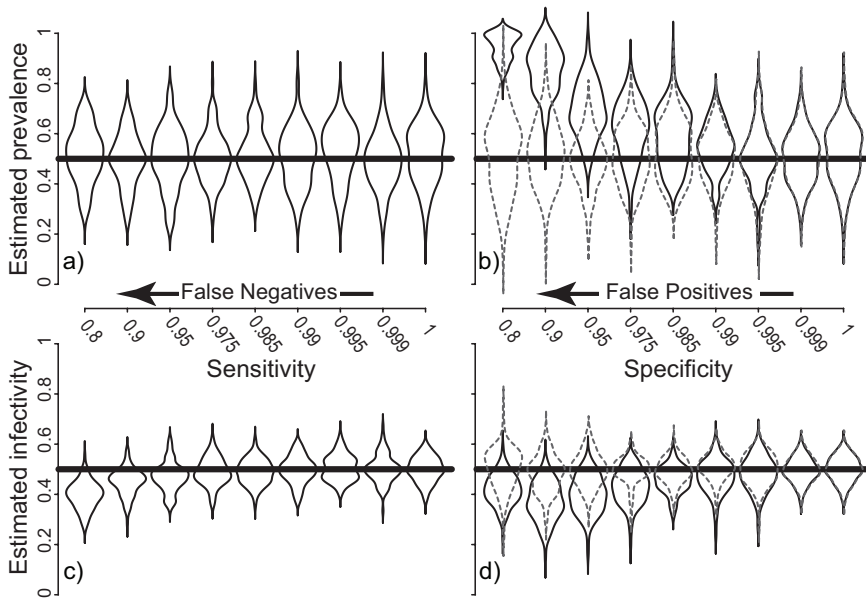 Estimated prevalence
0 0.2 0.4 0.6 0.8 1
a)
b)
False Negatives
False Positives
0.8 0.9 0.95 0.975 0.985 0.99 0.995 0.999 1
0.8 0.9 0.95 0.975 0.985 0.99 0.995 0.999 1
Sensitivity
Specificity
Estimated infectivity
0 0.2 0.4 0.6 0.8 1
c)
d)